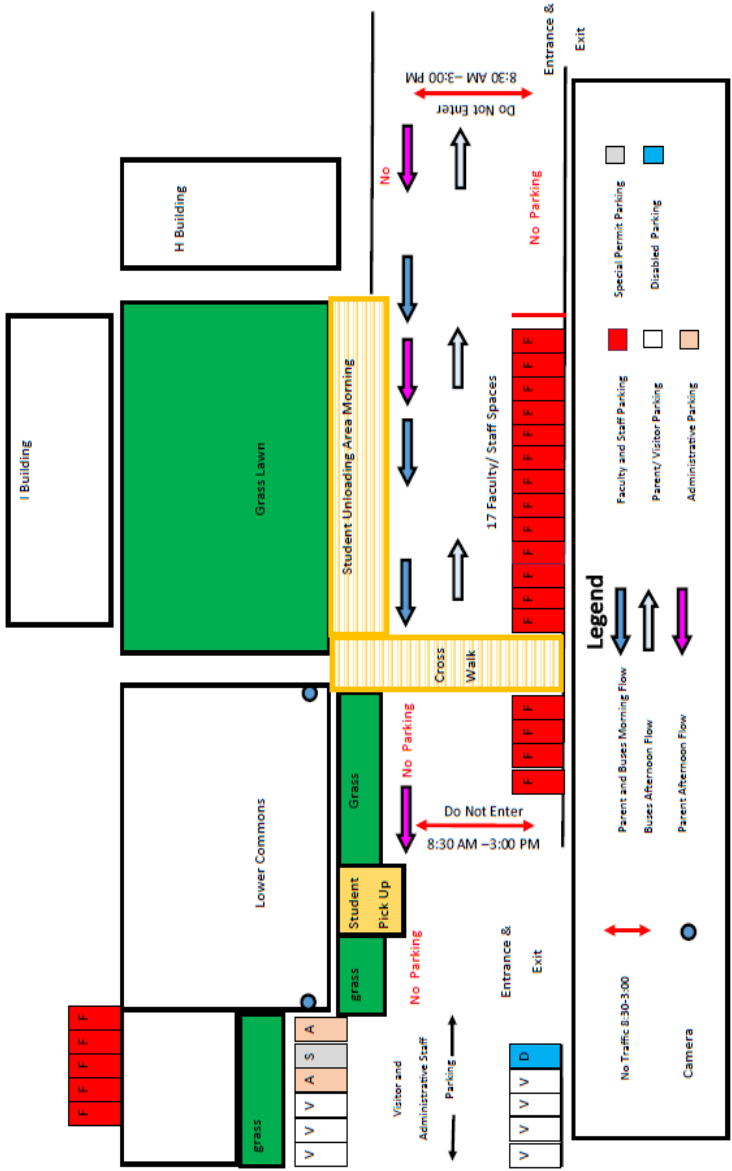 I Building
F F F F F
H Building
grass
Lower Commons
Grass Lawn
V V V A S A
grass
Student
Pick Up
Grass
Student Unloading Area Morning
No
No Parking
No Parking
Visitor and
Administrative Staff
Parking
8:30 AM –3:00 PM
Do Not Enter
Do Not Enter
8:30 AM –3:00 PM
Cross
Walk
17 Faculty/ Staff Spaces
Entrance &
Exit
No Parking
V V V D
F F F F
F F F F F F F F F F F F F
Entrance &
Exit
Legend
No Traffic 8:30-3:00
Camera
Parent and Buses Morning Flow
Buses Afternoon Flow
Parent Afternoon Flow
Faculty and Staff Parking
Parent/ Visitor Parking
Administrative Parking
Special Permit Parking
Disabled Parking